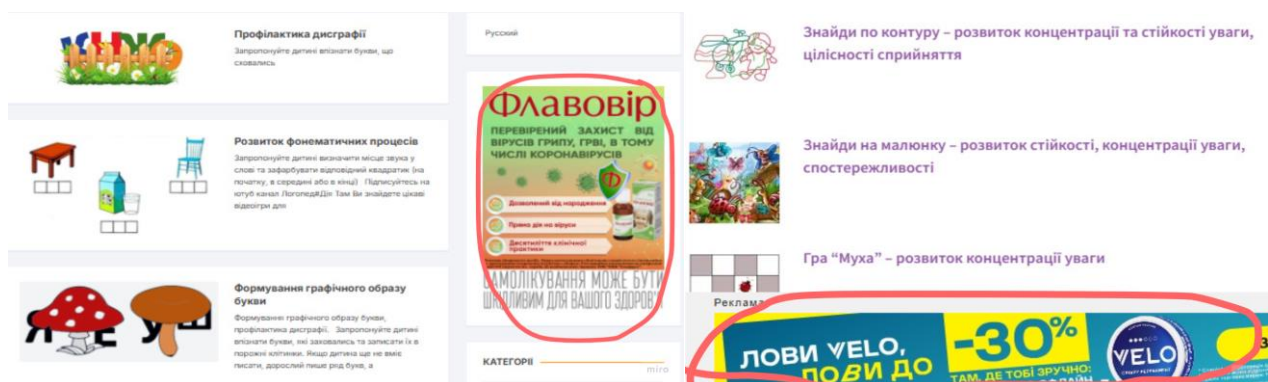 Профілактика дисграфії
Запропонуйте дитині впізнати букви, що
сховались
Розвиток фонематичних процесів
Запропонуйте дитині визначити місце звука у
слові та зафарбувати відповідний квадратик (на
початку, в середині або в кінці) Підписуйтесь на
ютуб канал Логопед#Дін Там Ви знайдете цікаві
відеоігри для
Формування графічного образу
букви
Формування графічного образу букви,
профілактика дисграфії. Запропонуйте дитині
впізнати букви, які заховались та записати їх в
порожні клітинки. Якщо дитина ще не вміє
писати, дорослий пише ряд букв, а
Русский
Флавовір
ПЕРЕВІРЕНИЙ ЗАХИСТ ВІД
ВІРУСІВ ГРИПУ, ГРВІ, В ТОМУ
ЧИСЛІ КОРОНАВІРУСІВ
Дозволений від народження
Пряма дія на віруси
Десятиліття клінічної
практики
САМОЛІКУВАННЯ МОЖЕ БУТИ
ШКІДЛИВИМ ДЛЯ ВАШОГО ЗДОРОВ'Я
КАТЕГОРІЇ
miro
Знайди по контуру – розвиток концентрації та стійкості уваги,
цілісності сприйняття
Знайди на малюнку – розвиток стійкості, концентрації уваги,
спостережливості
Гра “Муха” – розвиток концентрації уваги
Реклама
ЛОВИ VELO,
ЛОВИ ДО
-30%
ТАМ, ДЕ ТОБІ ЗРУЧНО:
VELO